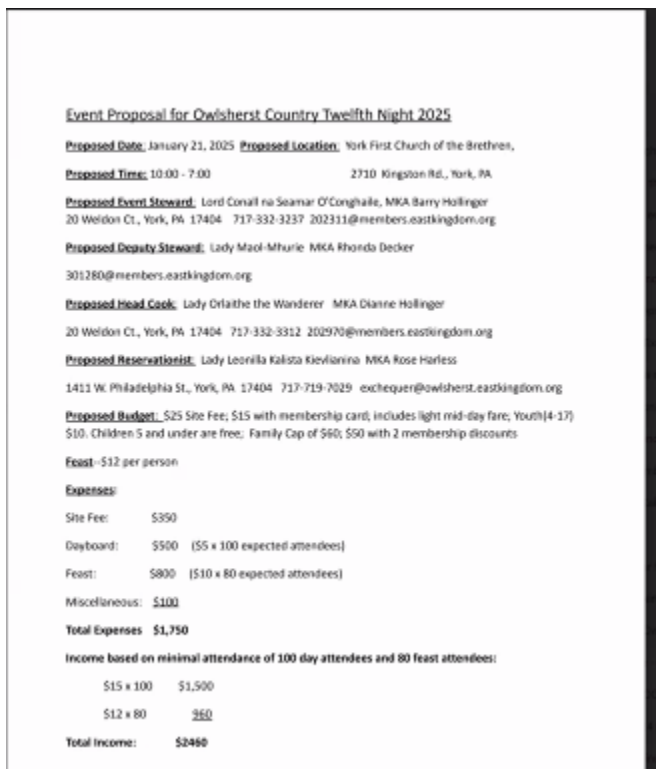 Event Proposal for Owlsherst Country Twelfth Night 2025
Proposed Date: January 21, 2025 Proposed Location: York First Church of the Brethren,
Proposed Time: 10:00 - 7:00 2710 Kingston Rd., York, PA
Proposed Event Steward: Lord Conall na Seamar O'Conghaile, MKA Barry Hollinger
20 Weldon Ct., York, PA 17404 717-332-3237 202311@members.eastkingdom.org
Proposed Deputy Steward: Lady Maol-Mhurie MKA Rhonda Decker
301280@members.eastkingdom.org
Proposed Head Cook: Lady Orlaithe the Wanderer MKA Dianne Hollinger
20 Weldon Ct., York, PA 17404 717-332-3312 202970@members.eastkingdom.org
Proposed Reservationist: Lady Leonilla Kalista Kievlianina MKA Rose Harless
1411 W. Philadelphia St., York, PA 17404 717-719-7029 exchequer@owlsherst.eastkingdom.org
Proposed Budget: $25 Site Fee; $15 with membership card; includes light mid-day fare; Youth(4-17)
$10. Children 5 and under are free; Family Cap of $60; $50 with 2 membership discounts
Feast--$12 per person
Expenses:
Site Fee: $350
Dayboard: $500 ($5 x 100 expected attendees)
Feast: $800 ($10 x 80 expected attendees)
Miscellaneous: $100
Total Expenses $1,750
Income based on minimal attendance of 100 day attendees and 80 feast attendees:
$15 x 100 $1,500
$12 x 80 960
Total Income: $2460